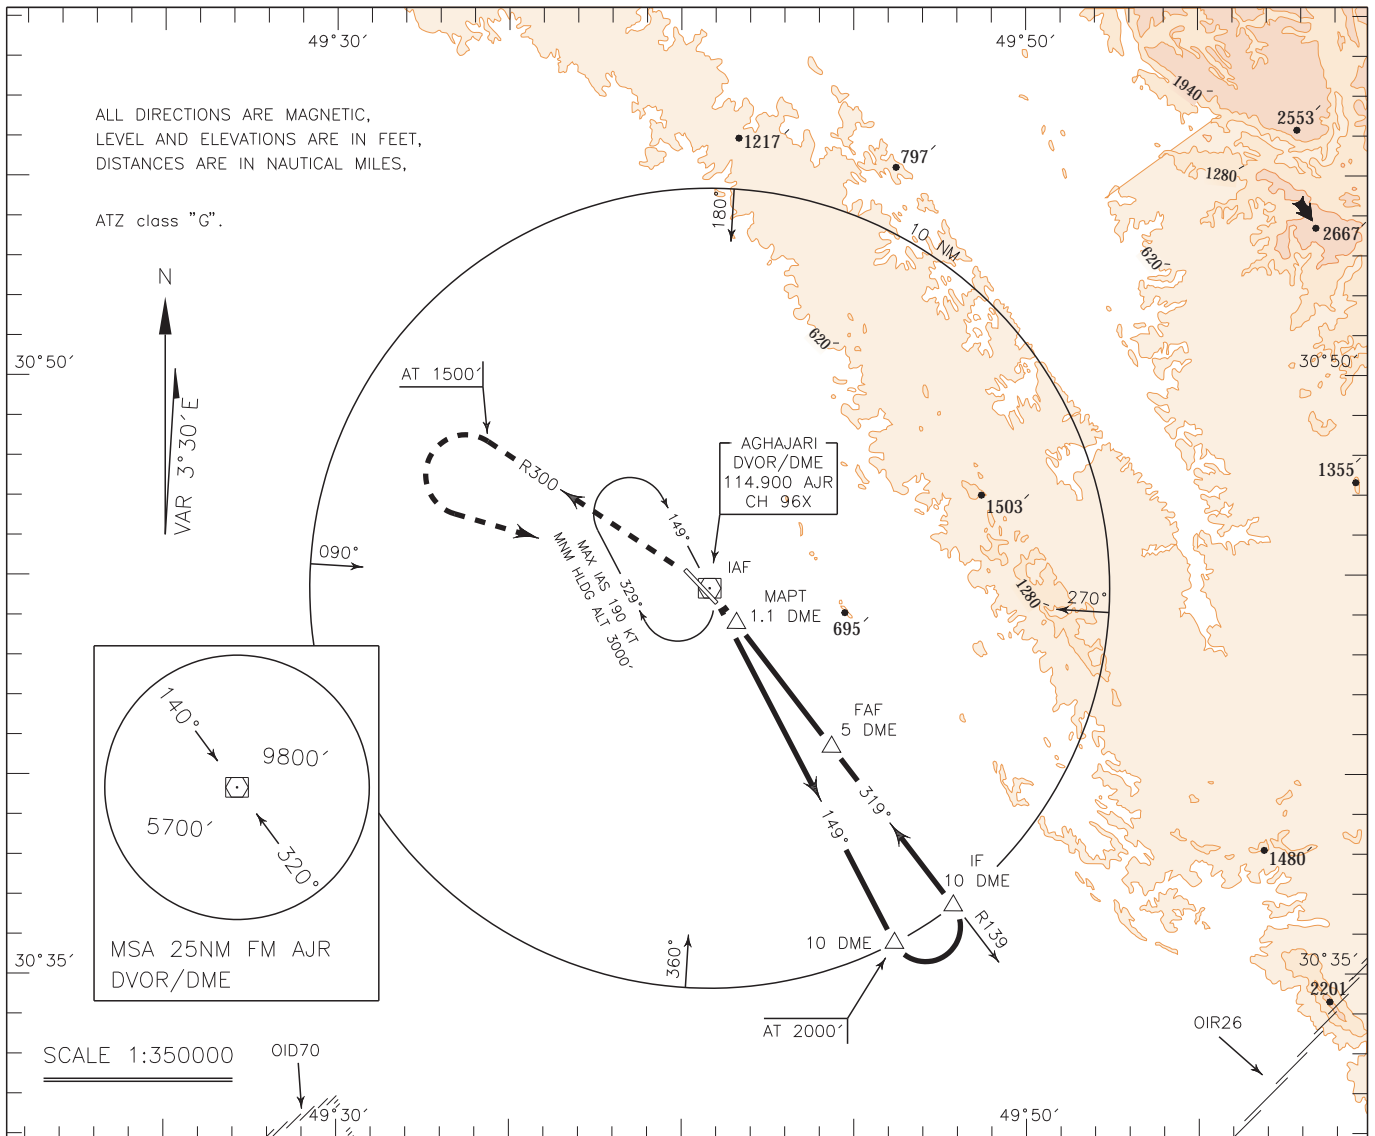 49°30′
49°50′
ALL DIRECTIONS ARE MAGNETIC,
LEVEL AND ELEVATIONS ARE IN FEET,
DISTANCES ARE IN NAUTICAL MILES,
ATZ class "G".
1940′
2553′
1217′
797′
1280′
2667′
180°
10 NM
620′
N
VAR 3°30′E
620′
30°50′
30°50′
AT 1500′
R300
AGHAJARI
DVOR/DME
114.900 AJR
CH 96X
1355′
1503′
149°
090°
MAX IAS 190 KT
MNM HLDG ALT 3000′
329°
IAF
MAPT
1.1 DME
695′
1280′
270°
140°
9800′
5700′
320°
MSA 25NM FM AJR
DVOR/DME
FAF
5 DME
319°
149°
IF
10 DME
R139
10 DME
1480′
360°
30°35′
30°35′
2201
AT 2000′
OIR26
SCALE 1:350000
OID70
49°30′
49°50′